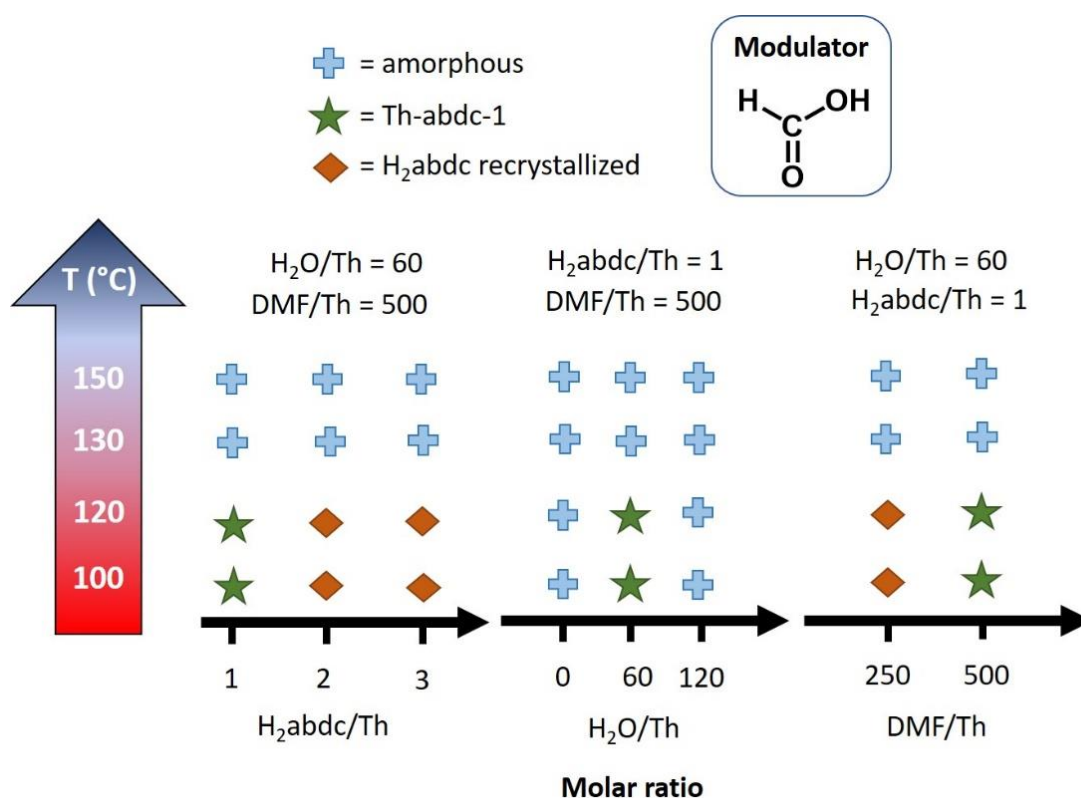 = amorphous
= Th-abdc-1
= H₂abdc recrystallized
Modulator
H OH
C
O
T (°C)
150
130
120
100
H₂O/Th = 60
DMF/Th = 500
1 2 3
H₂abdc/Th
H₂abdc/Th = 1
DMF/Th = 500
0 60 120
H₂O/Th
H₂O/Th = 60
H₂abdc/Th = 1
250 500
DMF/Th
Molar ratio